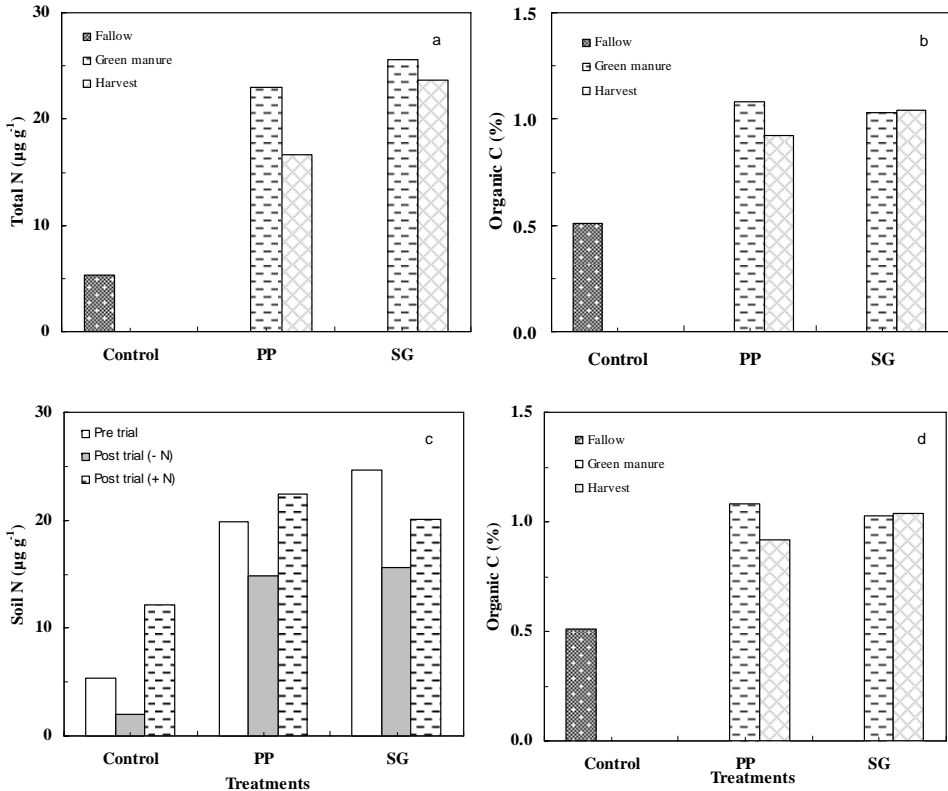 30
20
10
0
Total N (µg g-1)
Fallow
Green manure
Harvest
a
Control PP SG
1.5
1.0
0.5
0.0
Organic C (%)
Fallow
Green manure
Harvest
b
Control PP SG
30
20
10
0
Soil N (µg g-1)
Pre trial
Post trial (- N)
Post trial (+ N)
c
Control PP SG
Treatments
1.5
1.0
0.5
0.0
Organic C (%)
Fallow
Green manure
Harvest
d
Control PP SG
Treatments